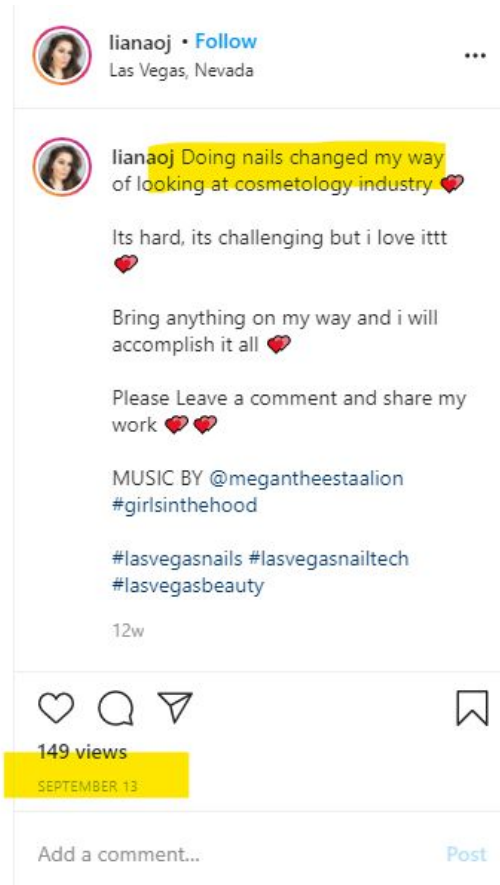 lianaoj • Follow
Las Vegas, Nevada
lianaoj Doing nails changed my way
of looking at cosmetology industry 💕
Its hard, its challenging but i love ittt
💕
Bring anything on my way and i will
accomplish it all 💕
Please Leave a comment and share my
work 💕 💕
MUSIC BY @megantheestaalion
#girlsinthehood
#lasvegasnails #lasvegasnailtech
#lasvegasbeauty
12w
149 views
SEPTEMBER 13
Add a comment... Post